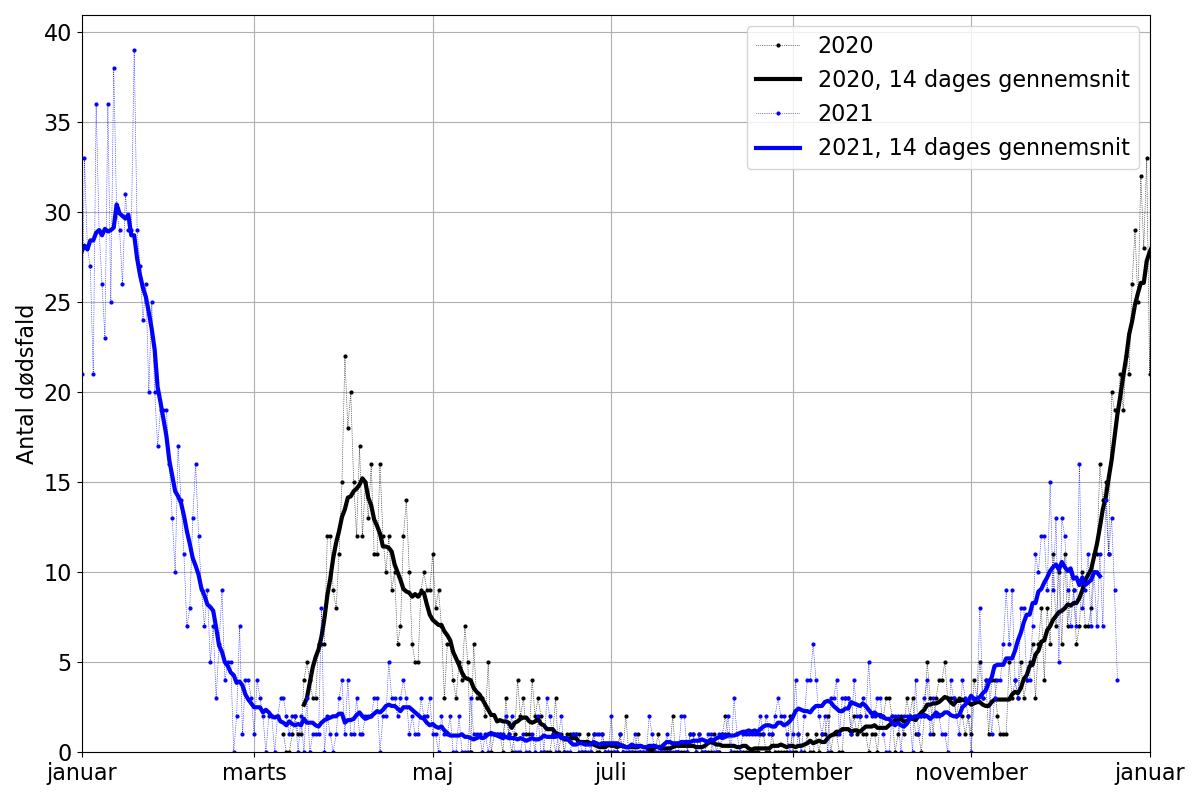 40
35
30
25
20
15
10
5
0
Antal dødsfald
januar
marts
maj
juli
september
november
januar
2020
2020, 14 dages gennemsnit
2021
2021, 14 dages gennemsnit